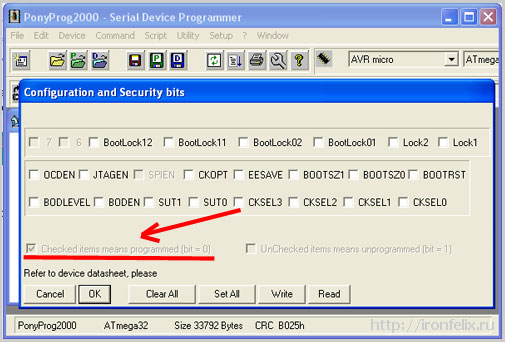 PonyProg2000 - Serial Device Programmer
File Edit Device Command Script Utility Setup ? Window
AVR micro ATmega
Configuration and Security bits
7 6 BootLock12 BootLock11 BootLock02 BootLock01 Lock2 Lock1
OCDEN JTAGEN SPIEN CKOPT EESAVE BOOTSZ1 BOOTSZ0 BOOTRST
BODLEVEL BODEN SUT1 SUT0 CKSEL3 CKSEL2 CKSEL1 CKSEL0
Checked items means programmed (bit = 0) UnChecked items means unprogrammed (bit = 1)
Refer to device datasheet, please
Cancel OK Clear All Set All Write Read
PonyProg2000 ATmega32 Size 33792 Bytes CRC B025h
http://ironfelix.ru